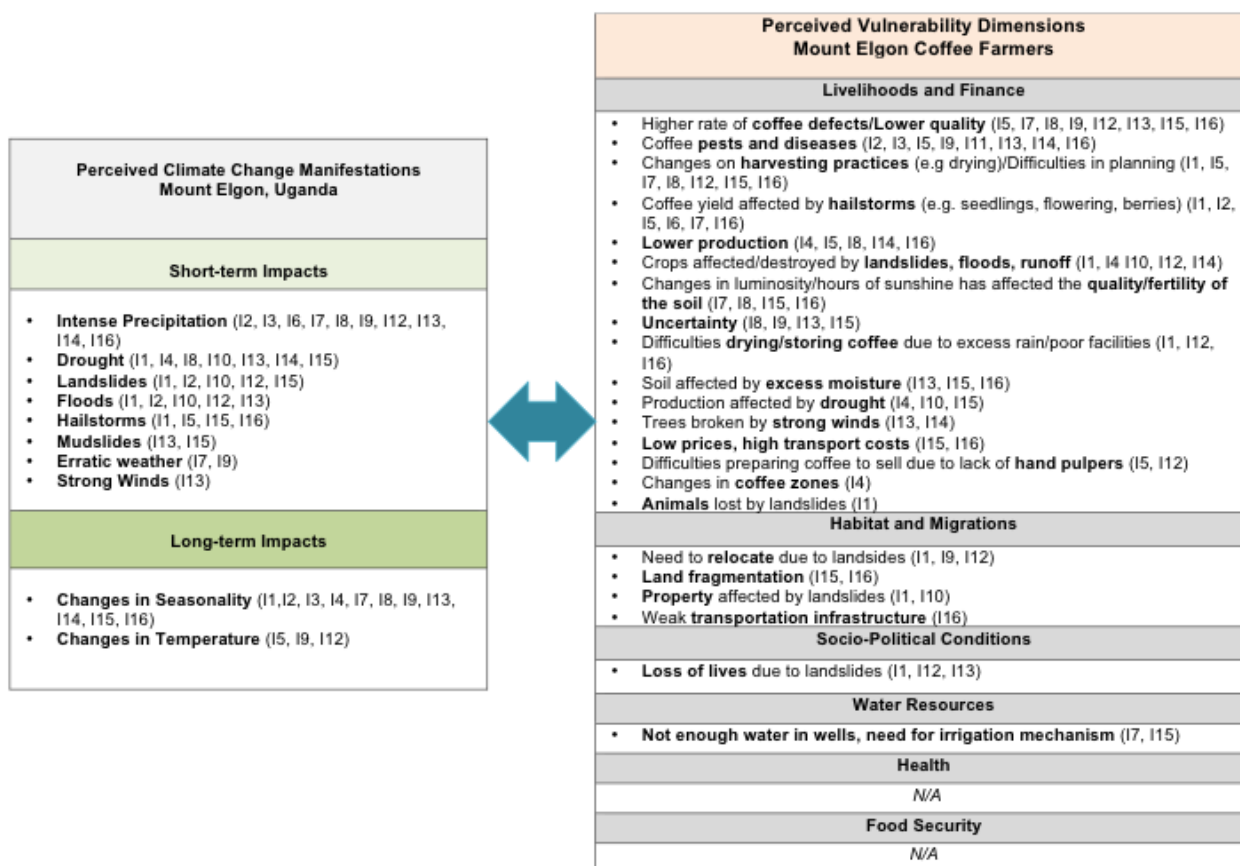 Perceived Climate Change Manifestations
Mount Elgon, Uganda
Short-term Impacts
• Intense Precipitation (I2, I3, I6, I7, I8, I9, I12, I13,
I14, I16)
• Drought (I1, I4, I8, I10, I13, I14, I15)
• Landslides (I1, I2, I10, I12, I15)
• Floods (I1, I2, I10, I12, I13)
• Hailstorms (I1, I5, I15, I16)
• Mudslides (I13, I15)
• Erratic weather (I7, I9)
• Strong Winds (I13)
Long-term Impacts
• Changes in Seasonality (I1,I2, I3, I4, I7, I8, I9, I13,
I14, I15, I16)
• Changes in Temperature (I5, I9, I12)
Perceived Vulnerability Dimensions
Mount Elgon Coffee Farmers
Livelihoods and Finance
• Higher rate of coffee defects/Lower quality (I5, I7, I8, I9, I12, I13, I15, I16)
• Coffee pests and diseases (I2, I3, I5, I9, I11, I13, I14, I16)
• Changes on harvesting practices (e.g drying)/Difficulties in planning (I1, I5,
I7, I8, I12, I15, I16)
• Coffee yield affected by hailstorms (e.g. seedlings, flowering, berries) (I1, I2,
I5, I6, I7, I16)
• Lower production (I4, I5, I8, I14, I16)
• Crops affected/destroyed by landslides, floods, runoff (I1, I4 I10, I12, I14)
• Changes in luminosity/hours of sunshine has affected the quality/fertility of
the soil (I7, I8, I15, I16)
• Uncertainty (I8, I9, I13, I15)
• Difficulties drying/storing coffee due to excess rain/poor facilities (I1, I12,
I16)
• Soil affected by excess moisture (I13, I15, I16)
• Production affected by drought (I4, I10, I15)
• Trees broken by strong winds (I13, I14)
• Low prices, high transport costs (I15, I16)
• Difficulties preparing coffee to sell due to lack of hand pulpers (I5, I12)
• Changes in coffee zones (I4)
• Animals lost by landslides (I1)
Habitat and Migrations
• Need to relocate due to landsides (I1, I9, I12)
• Land fragmentation (I15, I16)
• Property affected by landslides (I1, I10)
• Weak transportation infrastructure (I16)
Socio-Political Conditions
• Loss of lives due to landslides (I1, I12, I13)
Water Resources
• Not enough water in wells, need for irrigation mechanism (I7, I15)
Health
N/A
Food Security
N/A